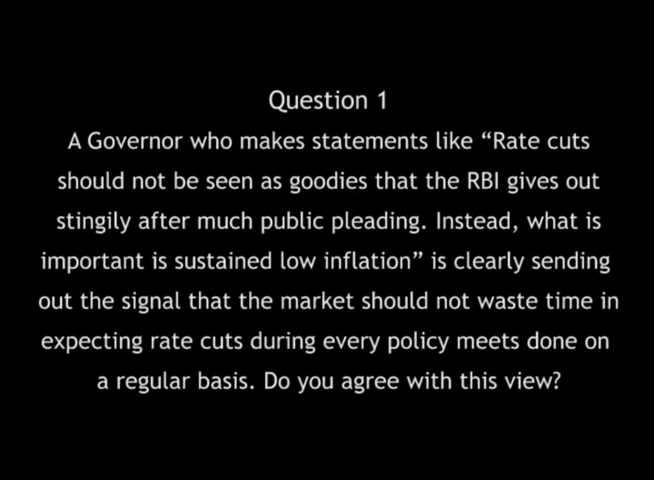 Question 1
A Governor who makes statements like “Rate cuts
should not be seen as goodies that the RBI gives out
stingily after much public pleading. Instead, what is
important is sustained low inflation” is clearly sending
out the signal that the market should not waste time in
expecting rate cuts during every policy meets done on
a regular basis. Do you agree with this view?